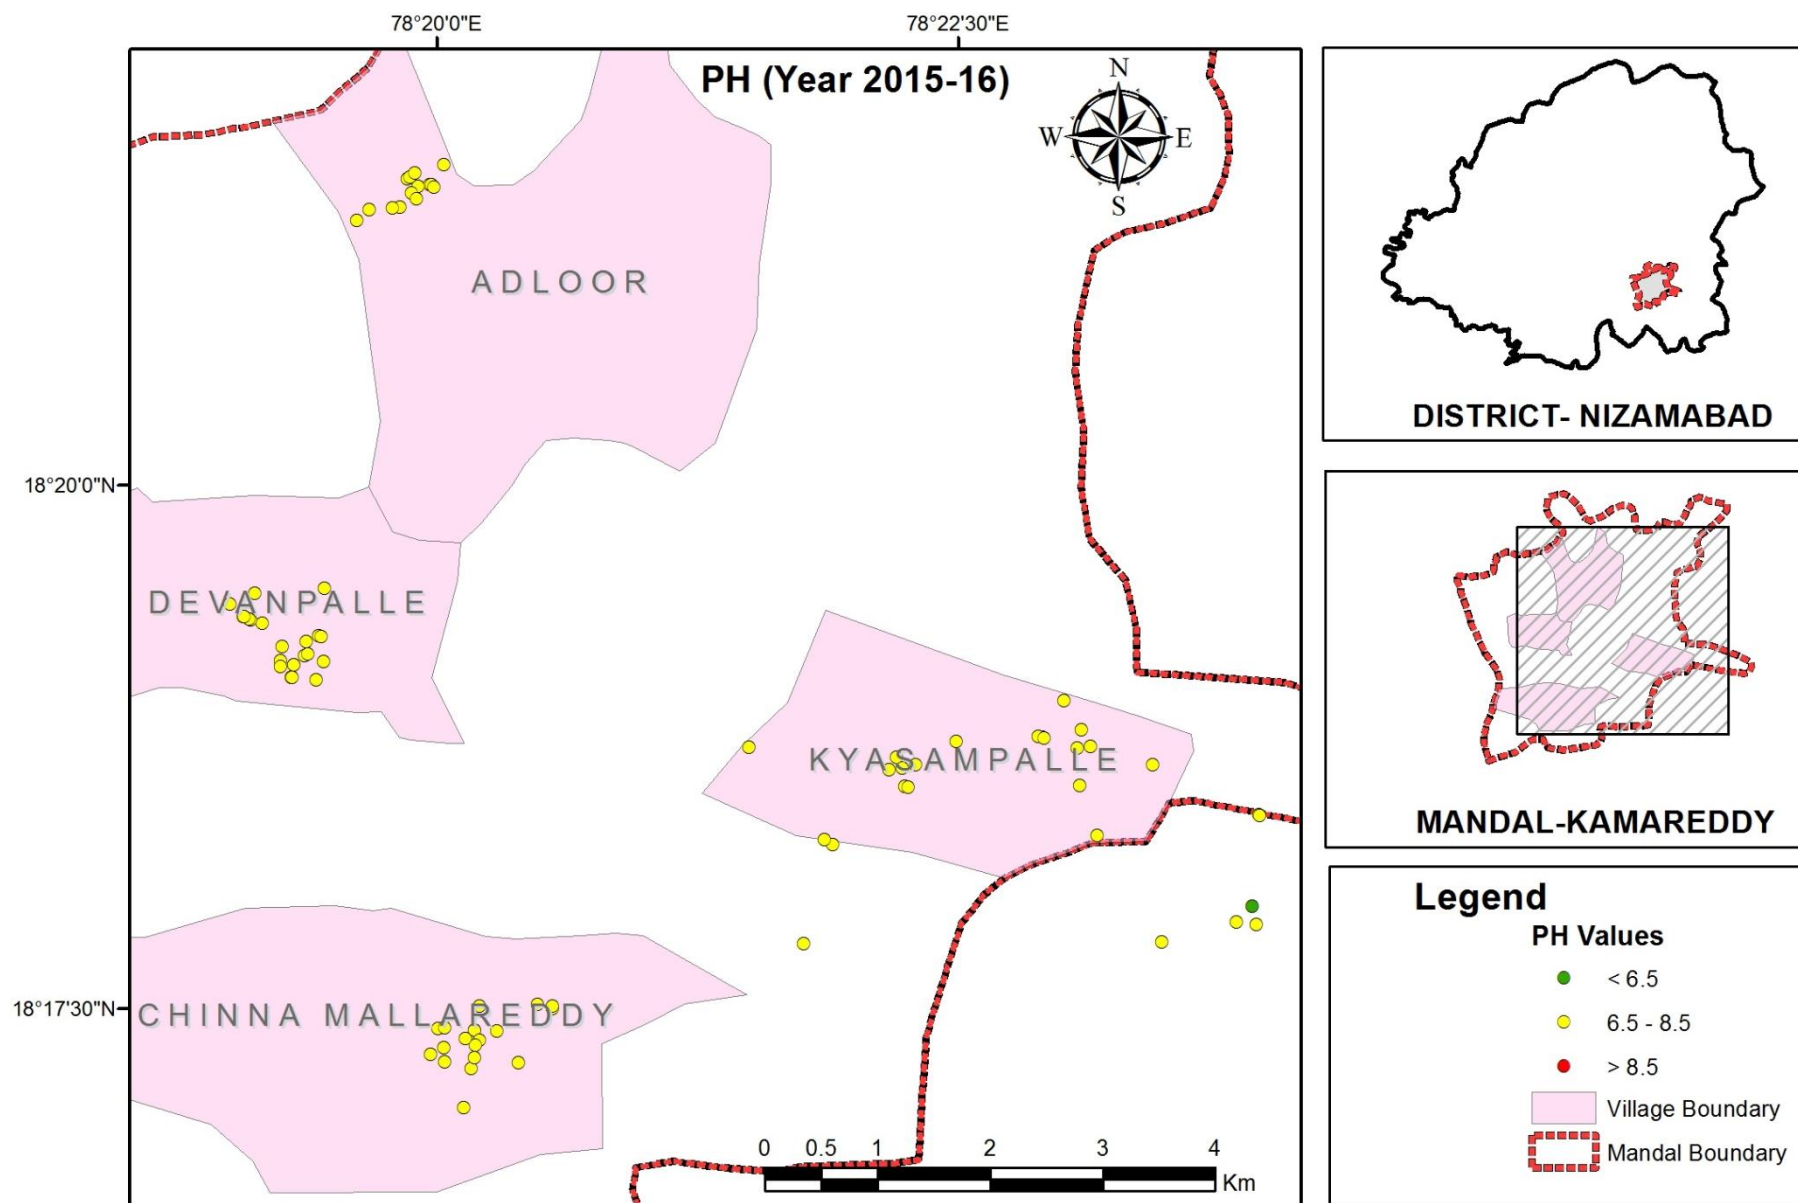 78°20'0"E
78°22'30"E
PH (Year 2015-16)
N
W
E
S
ADLOOR
18°20'0"N
DEVANPALLE
KYASAMPALLE
18°17'30"N
CHINNA MALLAREDDY
0 0.5 1 2 3 4
Km
DISTRICT- NIZAMABAD
MANDAL-KAMAREDDY
Legend
PH Values
< 6.5
6.5 - 8.5
> 8.5
Village Boundary
Mandal Boundary